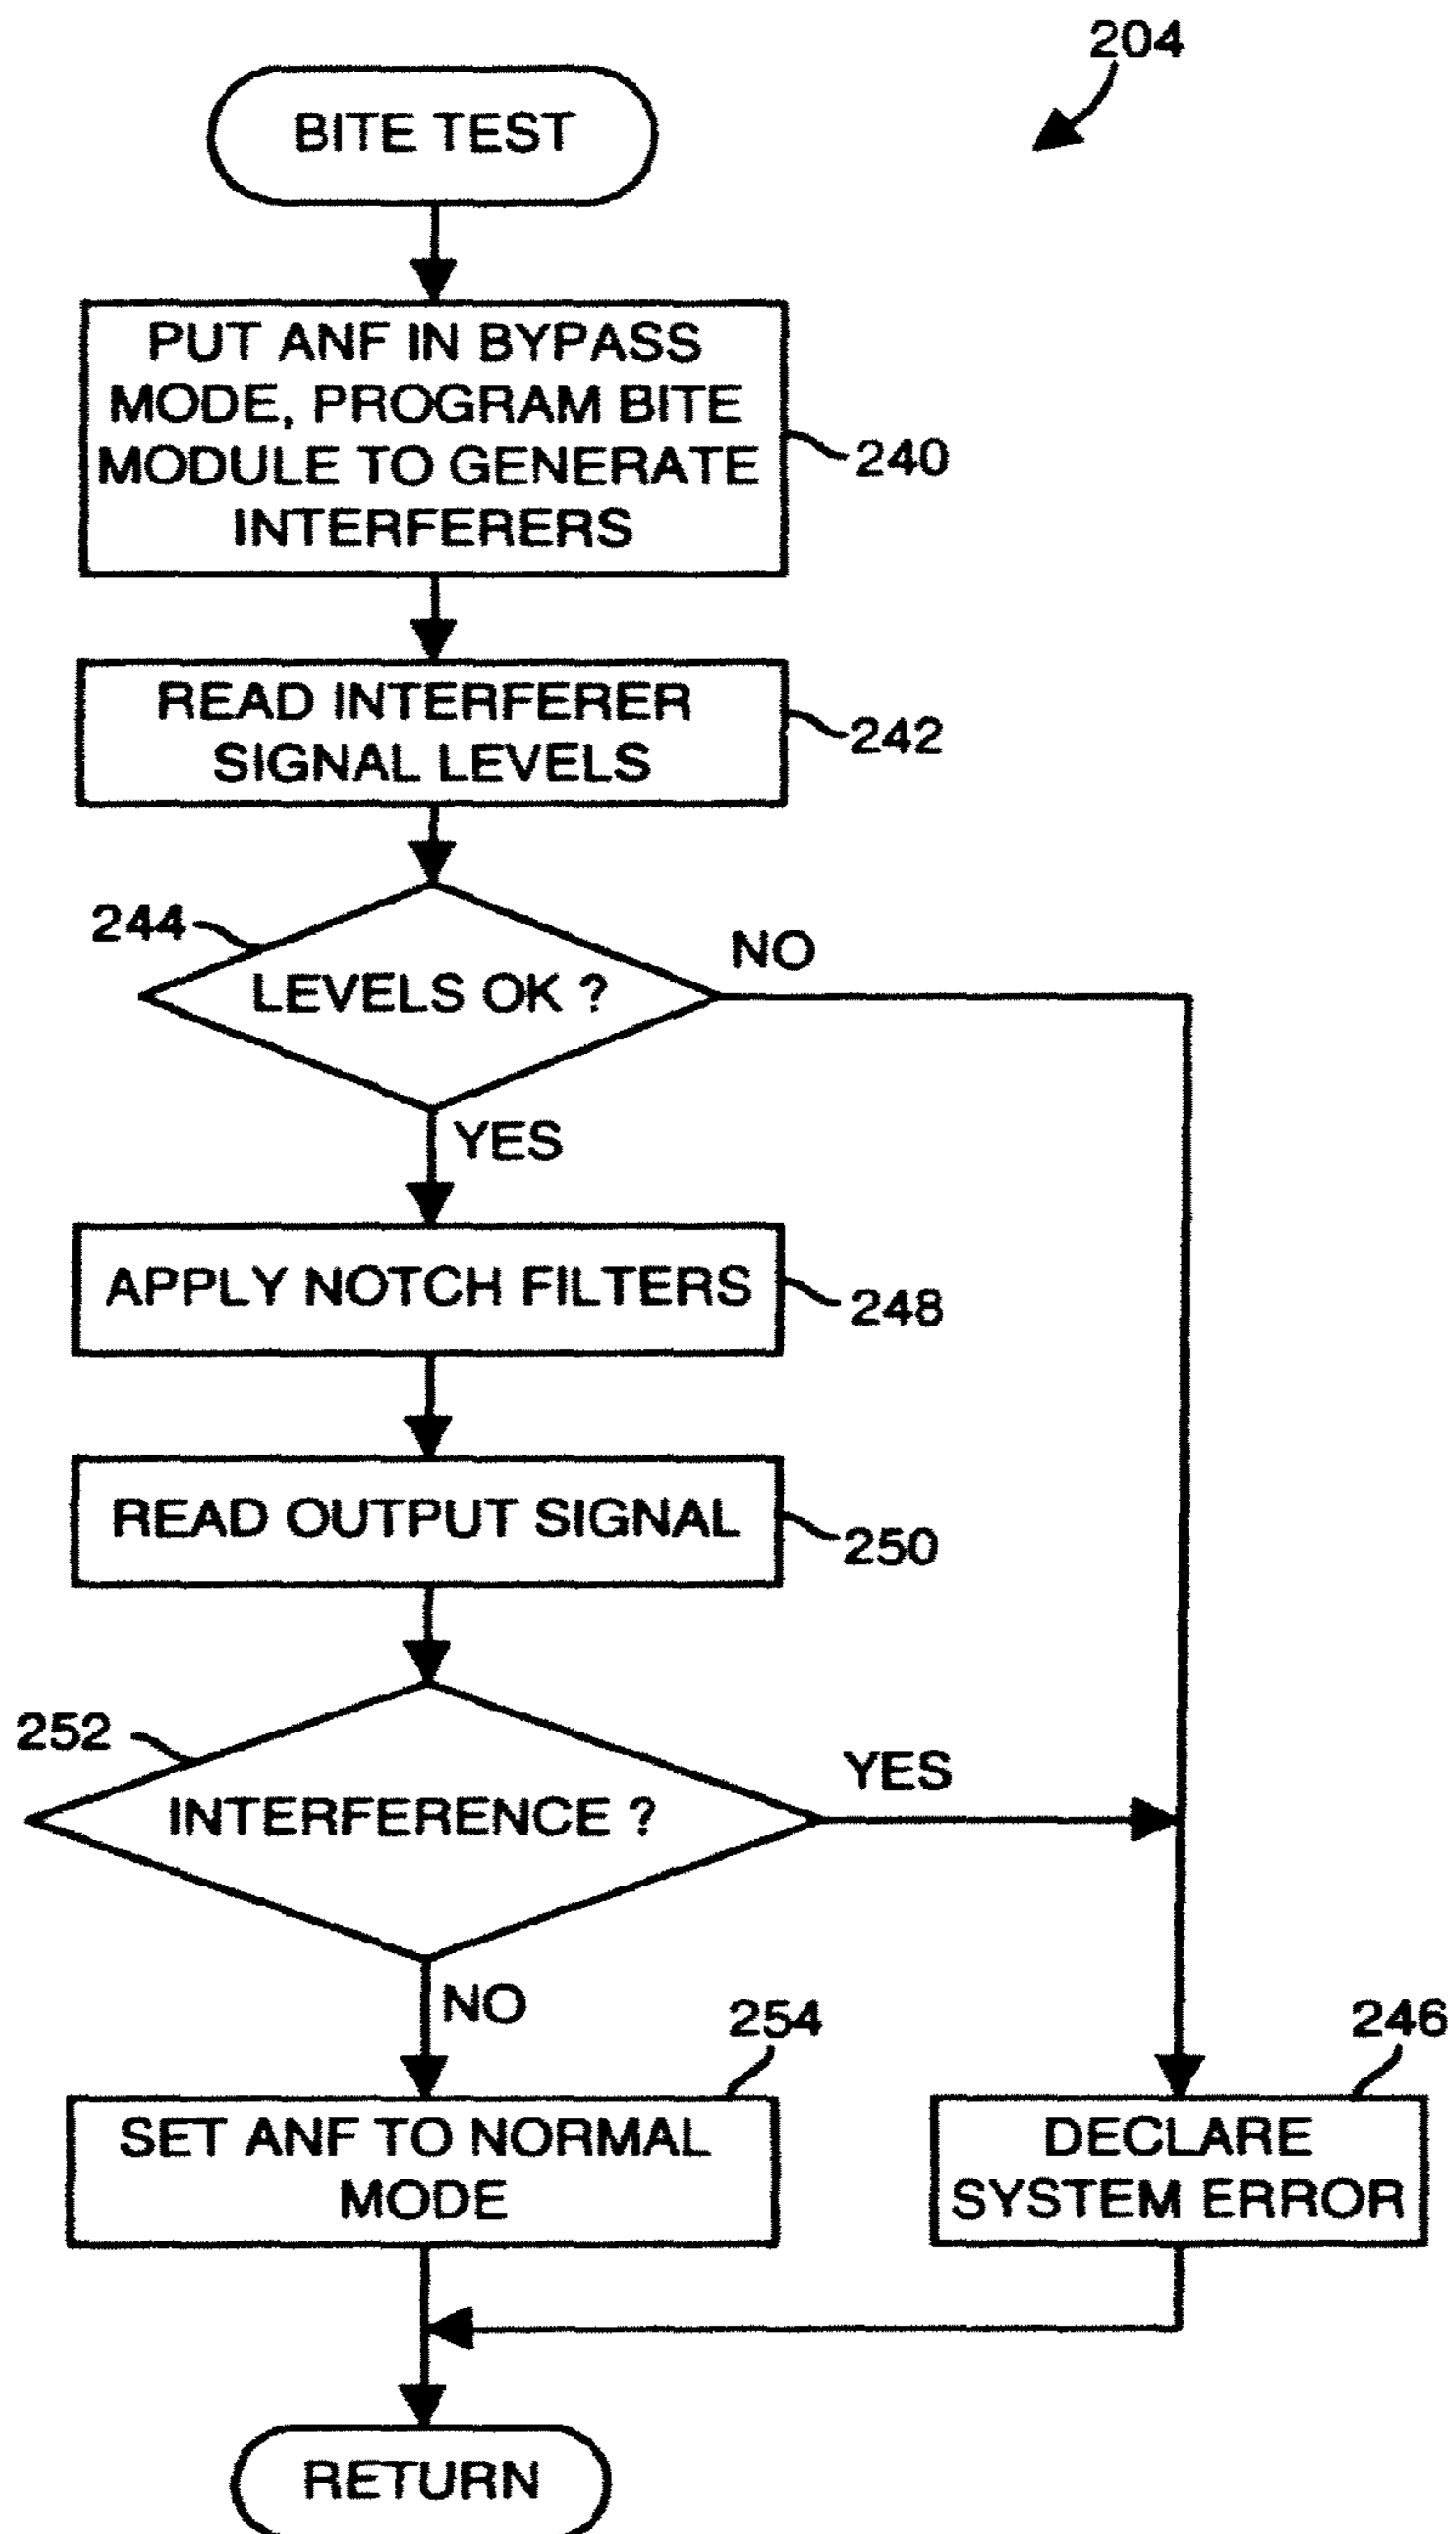 204
BITE TEST
PUT ANF IN BYPASS
MODE, PROGRAM BITE
MODULE TO GENERATE
INTERFERERS
240
READ INTERFERER
SIGNAL LEVELS
242
244
LEVELS OK ?
NO
YES
APPLY NOTCH FILTERS
248
READ OUTPUT SIGNAL
250
252
INTERFERENCE ?
YES
NO
254
246
SET ANF TO NORMAL
MODE
DECLARE
SYSTEM ERROR
RETURN